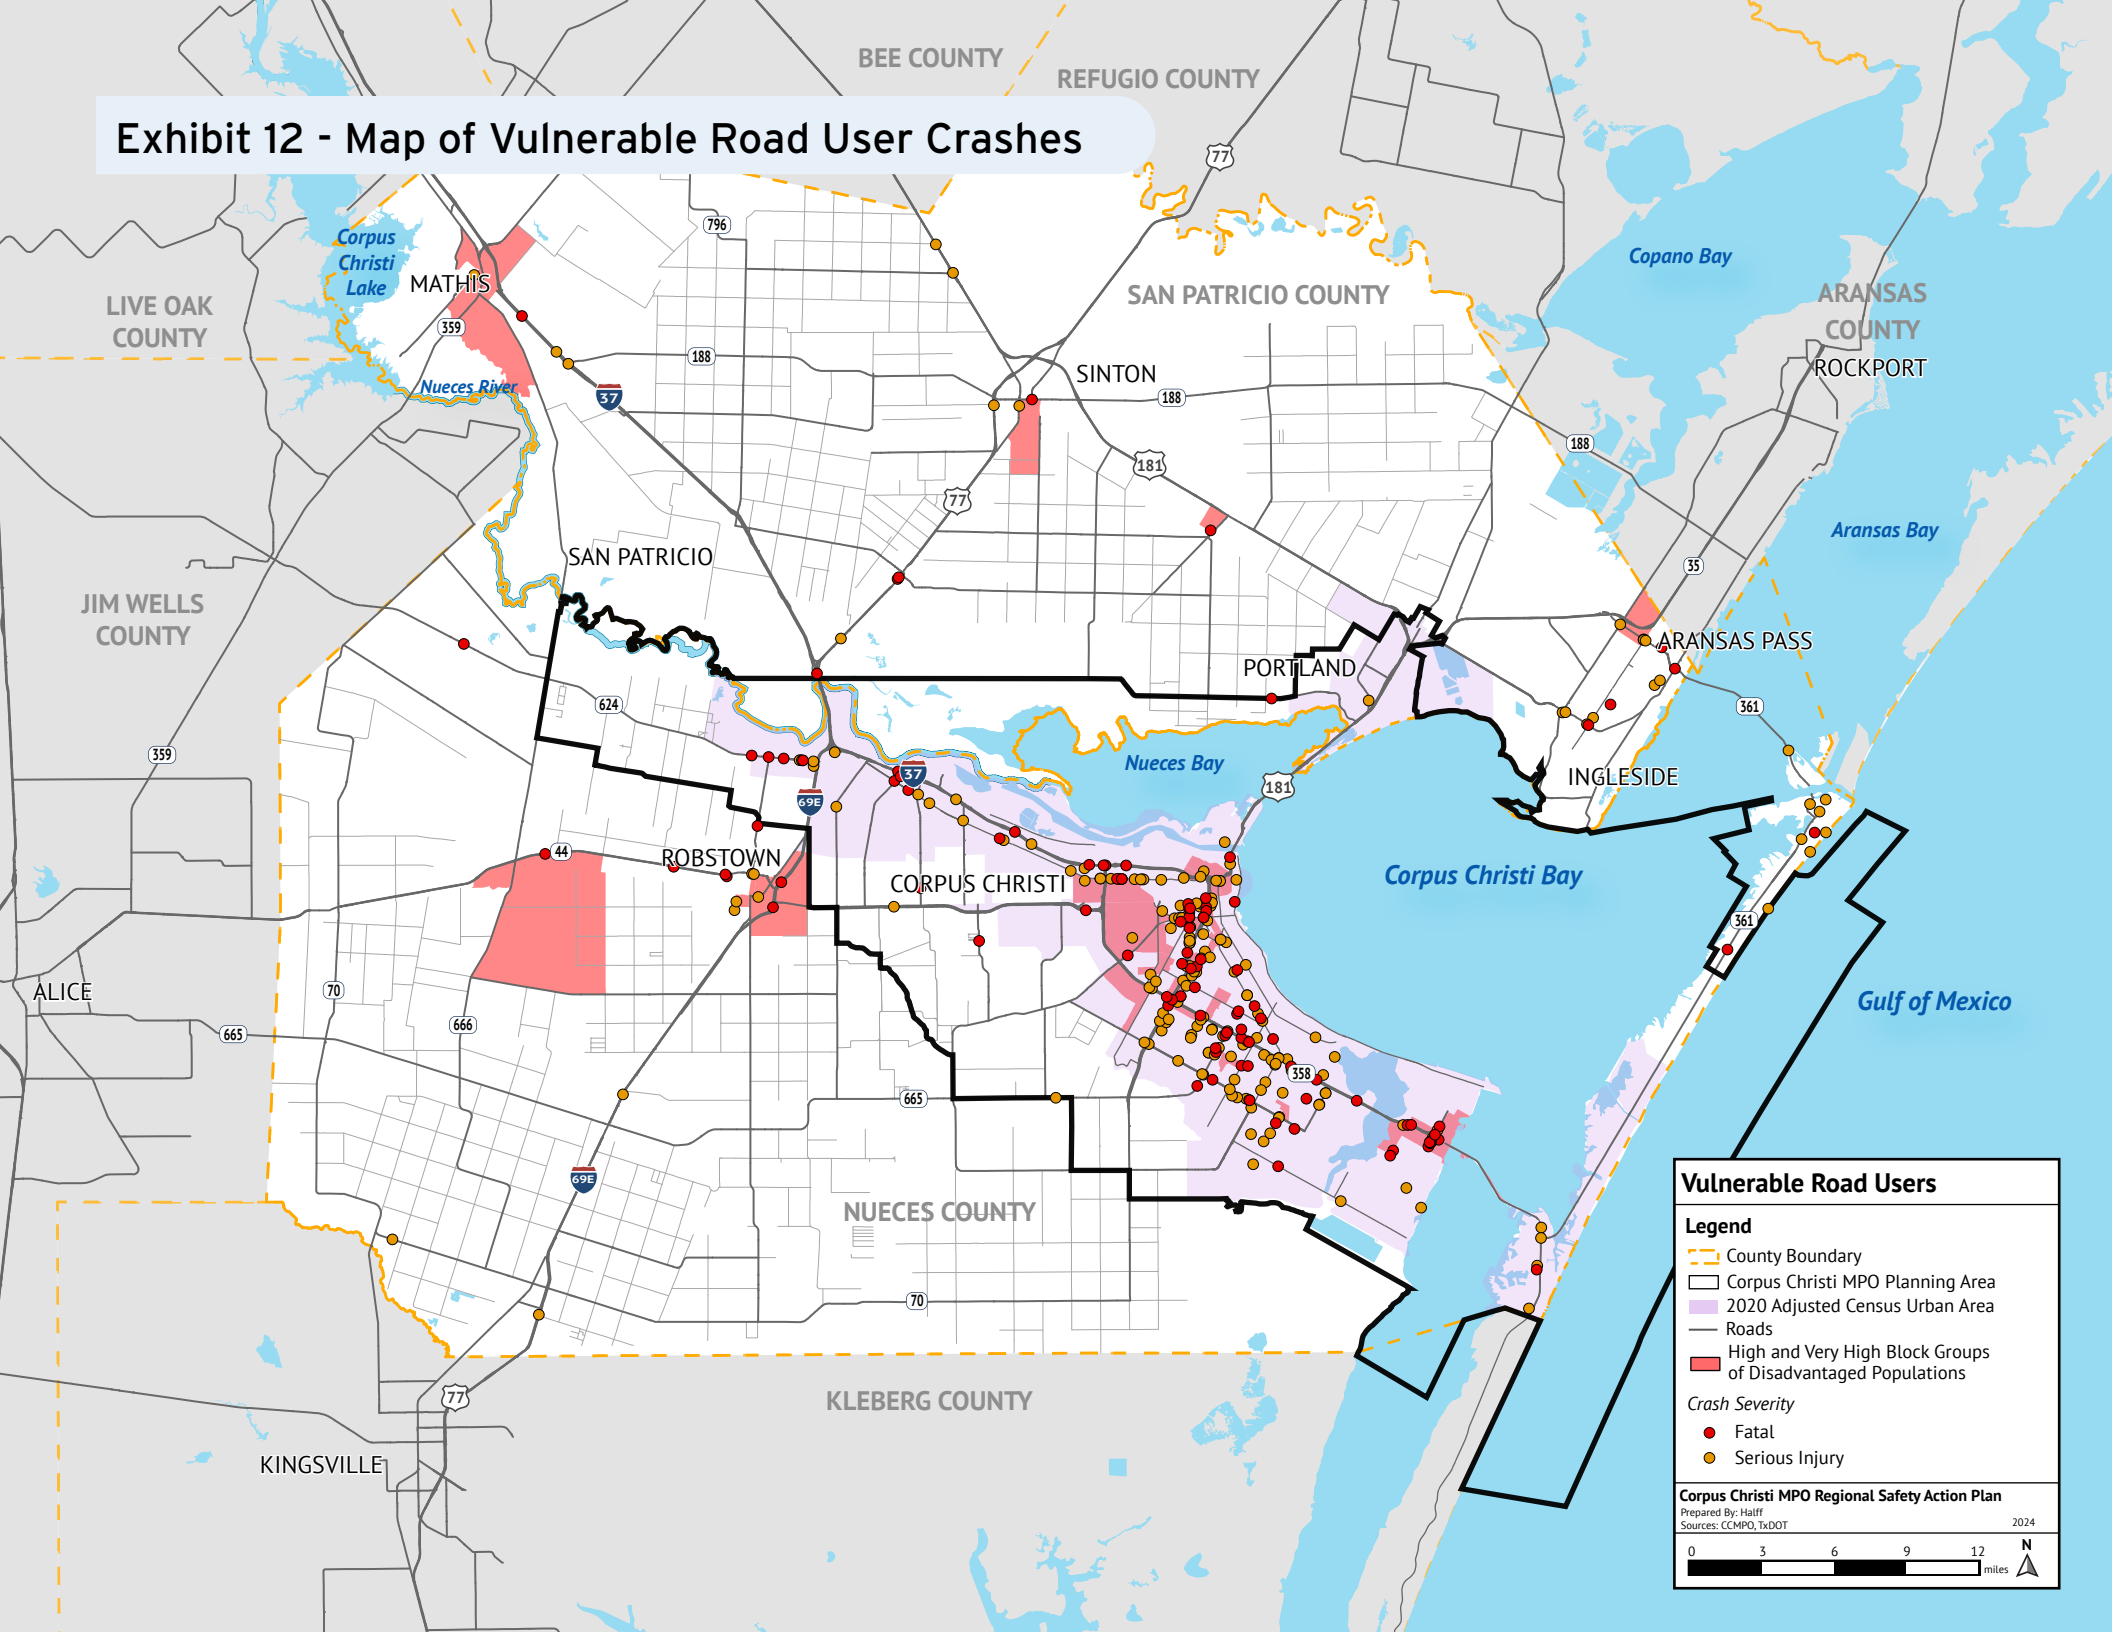 BEE COUNTY
REFUGIO COUNTY
Exhibit 12 - Map of Vulnerable Road User Crashes
77
796
Corpus
Christi
Lake
MATHIS
Copano Bay
SAN PATRICIO COUNTY
ARANSAS
COUNTY
LIVE OAK
COUNTY
359
188
ROCKPORT
SINTON
Nueces River
37
188
188
181
77
Aransas Bay
SAN PATRICIO
35
JIM WELLS
COUNTY
ARANSAS PASS
PORTLAND
624
361
359
Nueces Bay
37
INGLESIDE
181
69E
44
ROBSTOWN
CORPUS CHRISTI
Corpus Christi Bay
361
ALICE
70
Gulf of Mexico
666
665
358
665
69E
NUECES COUNTY
70
77
KLEBERG COUNTY
KINGSVILLE
Vulnerable Road Users
Legend
County Boundary
Corpus Christi MPO Planning Area
2020 Adjusted Census Urban Area
Roads
High and Very High Block Groups
of Disadvantaged Populations
Crash Severity
Fatal
Serious Injury
Corpus Christi MPO Regional Safety Action Plan
Prepared By: Halff
Sources: CCMPO, TxDOT
2024
N
0 3 6 9 12
miles